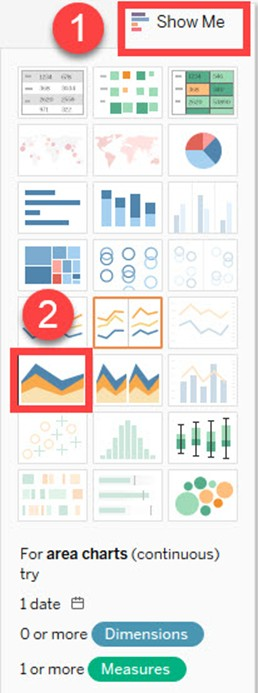 1
Show Me
2
For area charts (continuous)
try
1 date
0 or more Dimensions
1 or more Measures